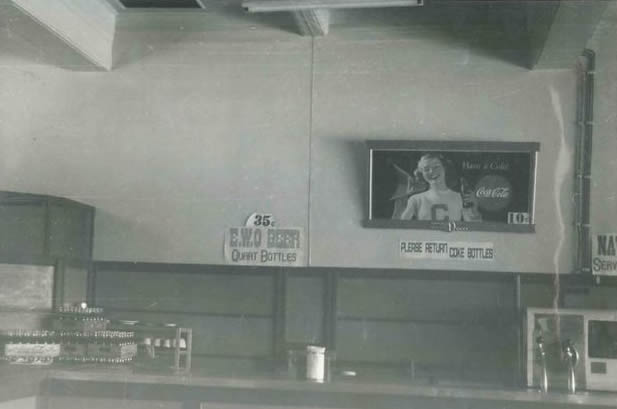 35¢
E.W.O BEER
QUART BOTTLES
Have a Coke
Coca-Cola
10¢
PLEASE RETURN COKE BOTTLES
C
NA
SERV